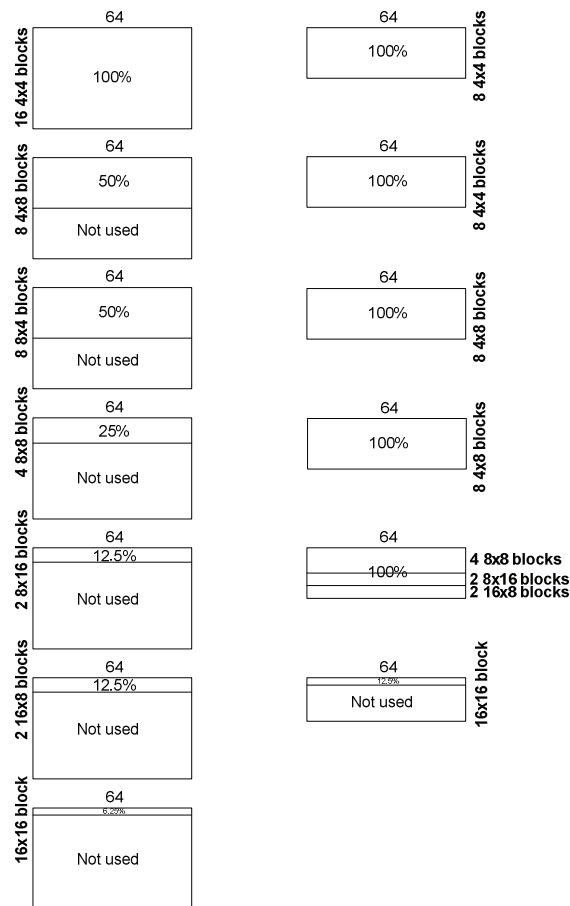 64
16 4x4 blocks
100%
64
8 4x8 blocks
50%
Not used
64
8 8x4 blocks
50%
Not used
64
4 8x8 blocks
25%
Not used
64
2 8x16 blocks
12.5%
Not used
64
2 16x8 blocks
12.5%
Not used
64
16x16 block
6.25%
Not used
64
100%
8 4x4 blocks
64
100%
8 4x4 blocks
64
100%
8 4x8 blocks
64
100%
8 4x8 blocks
64
100%
4 8x8 blocks
2 8x16 blocks
2 16x8 blocks
64
12.5%
Not used
16x16 block